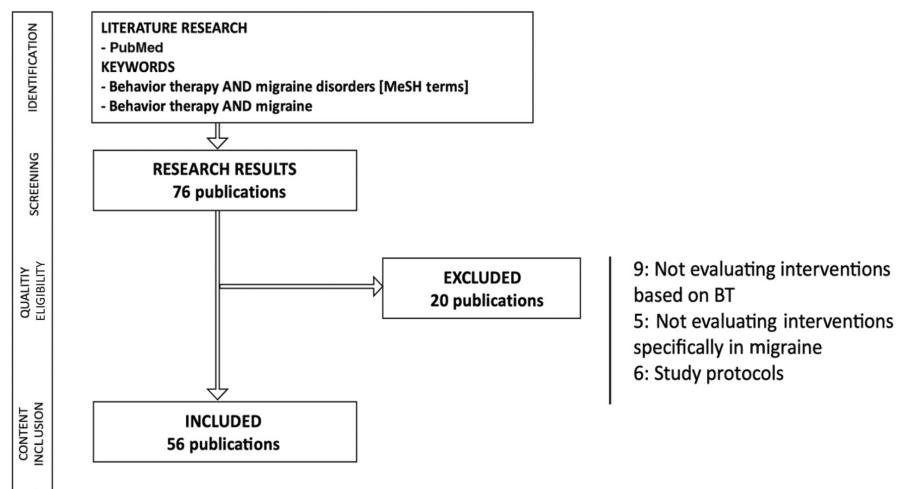 IDENTIFICATION
LITERATURE RESEARCH
- PubMed
KEYWORDS
- Behavior therapy AND migraine disorders [MeSH terms]
- Behavior therapy AND migraine
SCREENING
RESEARCH RESULTS
76 publications
QUALITIY
ELIGIBILITY
EXCLUDED
20 publications
9: Not evaluating interventions
based on BT
5: Not evaluating interventions
specifically in migraine
6: Study protocols
CONTENT
INCLUSION
INCLUDED
56 publications